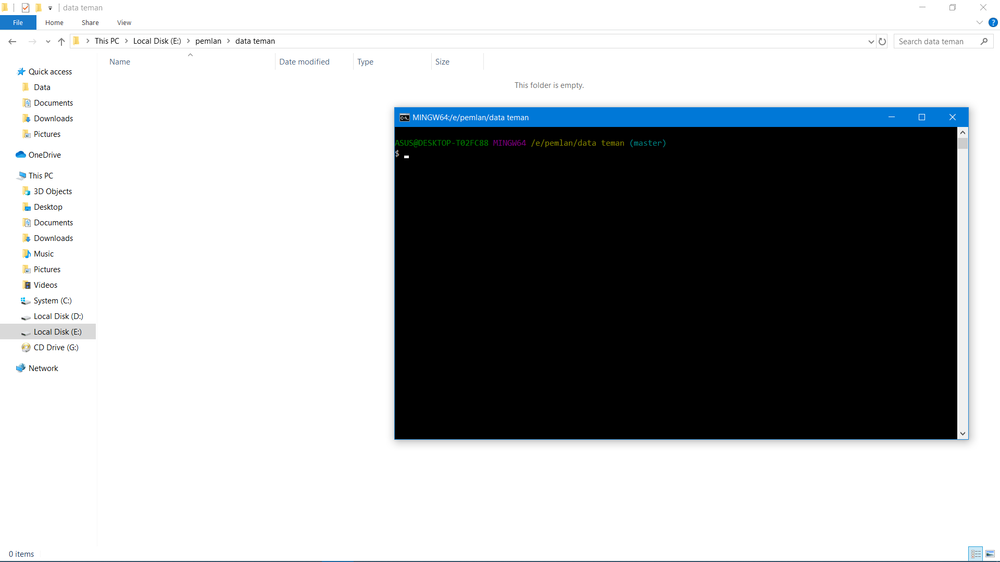 data teman
File Home Share View
This PC Local Disk (E:) pemlan data teman
Search data teman
Name Date modified Type Size
This folder is empty.
Quick access
Data
Documents
Downloads
Pictures
OneDrive
This PC
3D Objects
Desktop
Documents
Downloads
Music
Pictures
Videos
System (C:)
Local Disk (D:)
Local Disk (E:)
CD Drive (G:)
Network
MINGW64:/e/pemlan/data teman
ASUS@DESKTOP-T02FC88 MINGW64 /e/pemlan/data teman (master)
$
0 items